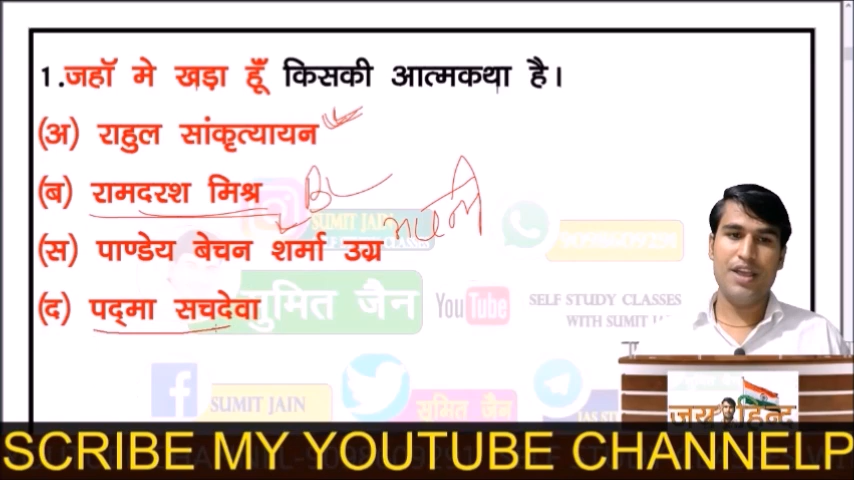 1.जहाॅ मे खड़ा हूँ किसकी आत्मकथा है।
(अ) राहुल सांकृत्यायन
(ब) रामदरश मिश्र
(स) पाण्डेय बेचन शर्मा उग्र
(द) पद्मा सचदेवा
SUMIT JAIN
सुमित जैन
YouTube
SELF STUDY CLASSES
WITH SUMIT
SUMIT JAIN
सुमित जैन
जय हिन्द
SCRIBE MY YOUTUBE CHANNELP